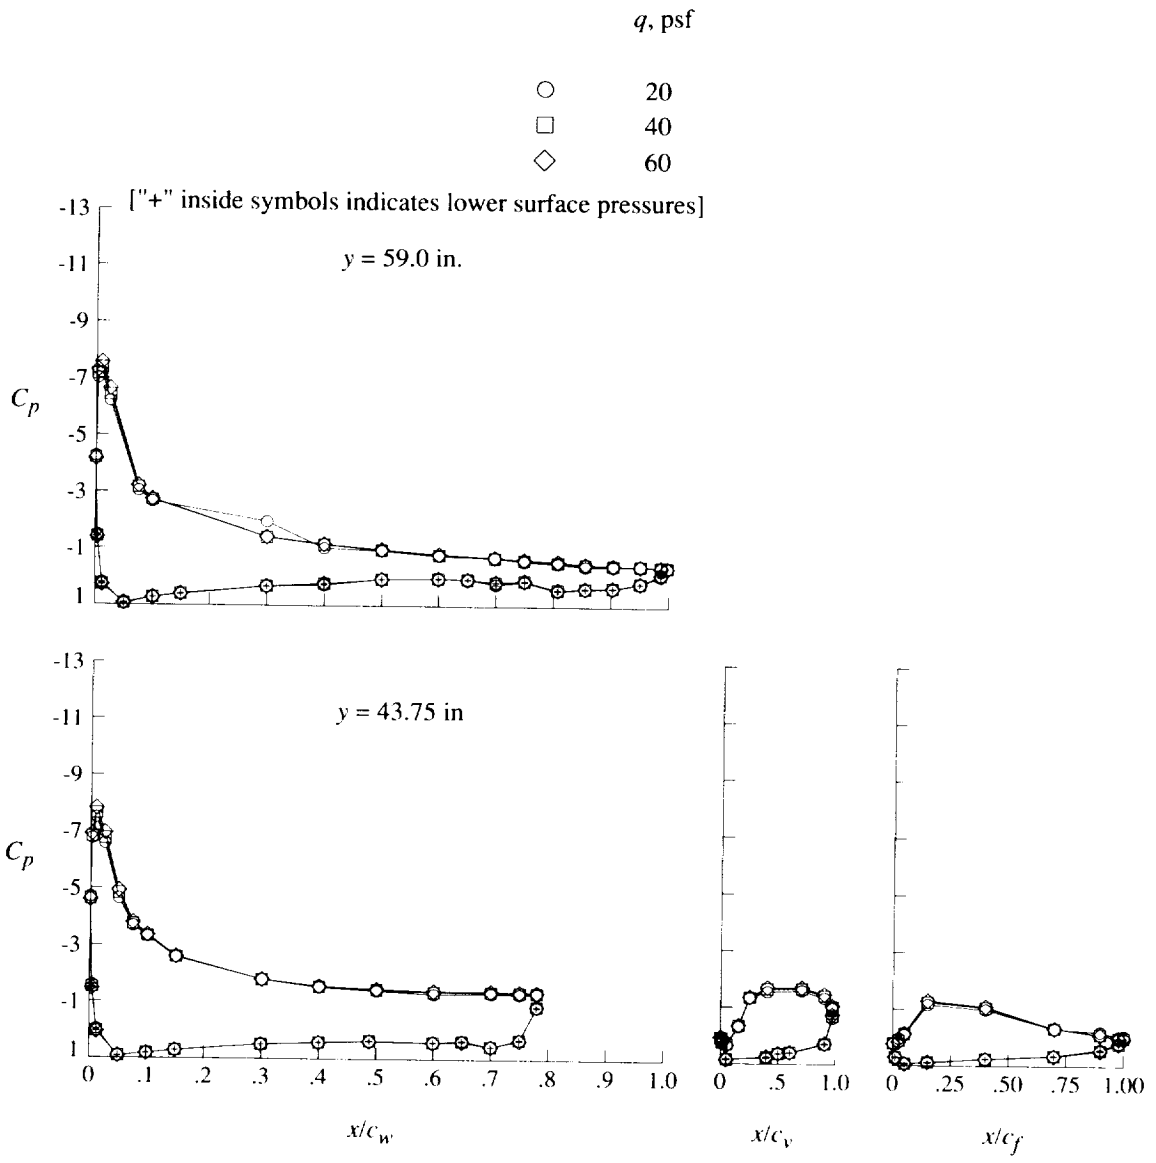 q, psf
20
40
60
["+" inside symbols indicates lower surface pressures]
y = 59.0 in.
-13
-11
-9
-7
-5
-3
-1
1
C_p
y = 43.75 in
-13
-11
-9
-7
-5
-3
-1
1
C_p
0 .1 .2 .3 .4 .5 .6 .7 .8 .9 1.0
x/c_w
0 .5 1.0
x/c_v
0 .25 .50 .75 1.00
x/c_f